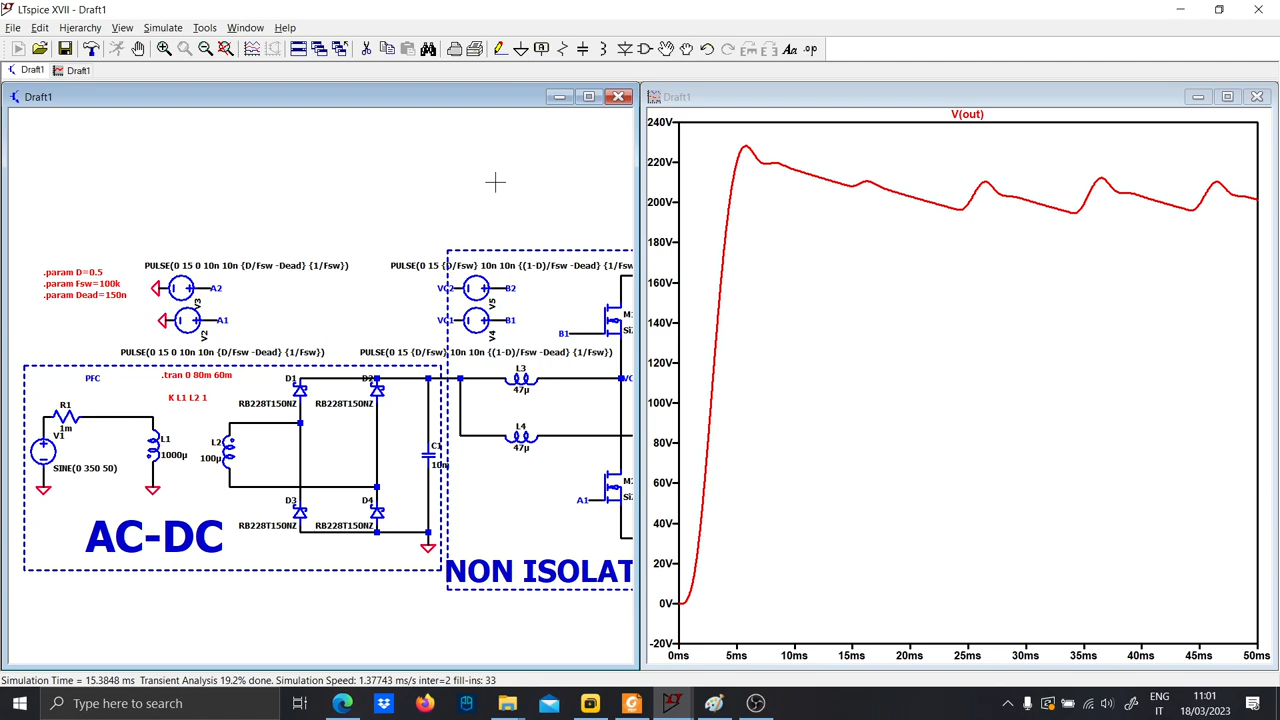 LTspice XVII - Draft1
File Edit Hierarchy View Simulate Tools Window Help
Draft1 Draft1
Draft1
.param D=0.5
.param Fsw=100k
.param Dead=150n
PULSE(0 15 0 10n 10n {D/Fsw -Dead} {1/Fsw})
A2
V3
A1
V2
PULSE(0 15 0 10n 10n {D/Fsw -Dead} {1/Fsw})
PULSE(0 15 {D/Fsw} 10n 10n {(1-D)/Fsw -Dead} {1/Fsw
VC2 B2
V5
VC1 B1
V4
PULSE(0 15 {D/Fsw} 10n 10n {(1-D)/Fsw -Dead} {1/Fsw})
B1
PFC
.tran 0 80m 60m
K L1 L2 1
R1
1m
V1
SINE(0 350 50)
L1
1000µ
L2
100µ
D1
RB228T150NZ
D2
RB228T150NZ
D3
RB228T150NZ
D4
RB228T150NZ
C1
10m
L3
47µ
L4
47µ
A1
AC-DC
NON ISOLAT
Draft1
V(out)
240V
220V
200V
180V
160V
140V
120V
100V
80V
60V
40V
20V
0V
-20V
0ms 5ms 10ms 15ms 20ms 25ms 30ms 35ms 40ms 45ms 50ms
Simulation Time = 15.3848 ms Transient Analysis 19.2% done. Simulation Speed: 1.37743 ms/s inter=2 fill-ins: 33
Type here to search
ENG
IT
11:01
18/03/2023